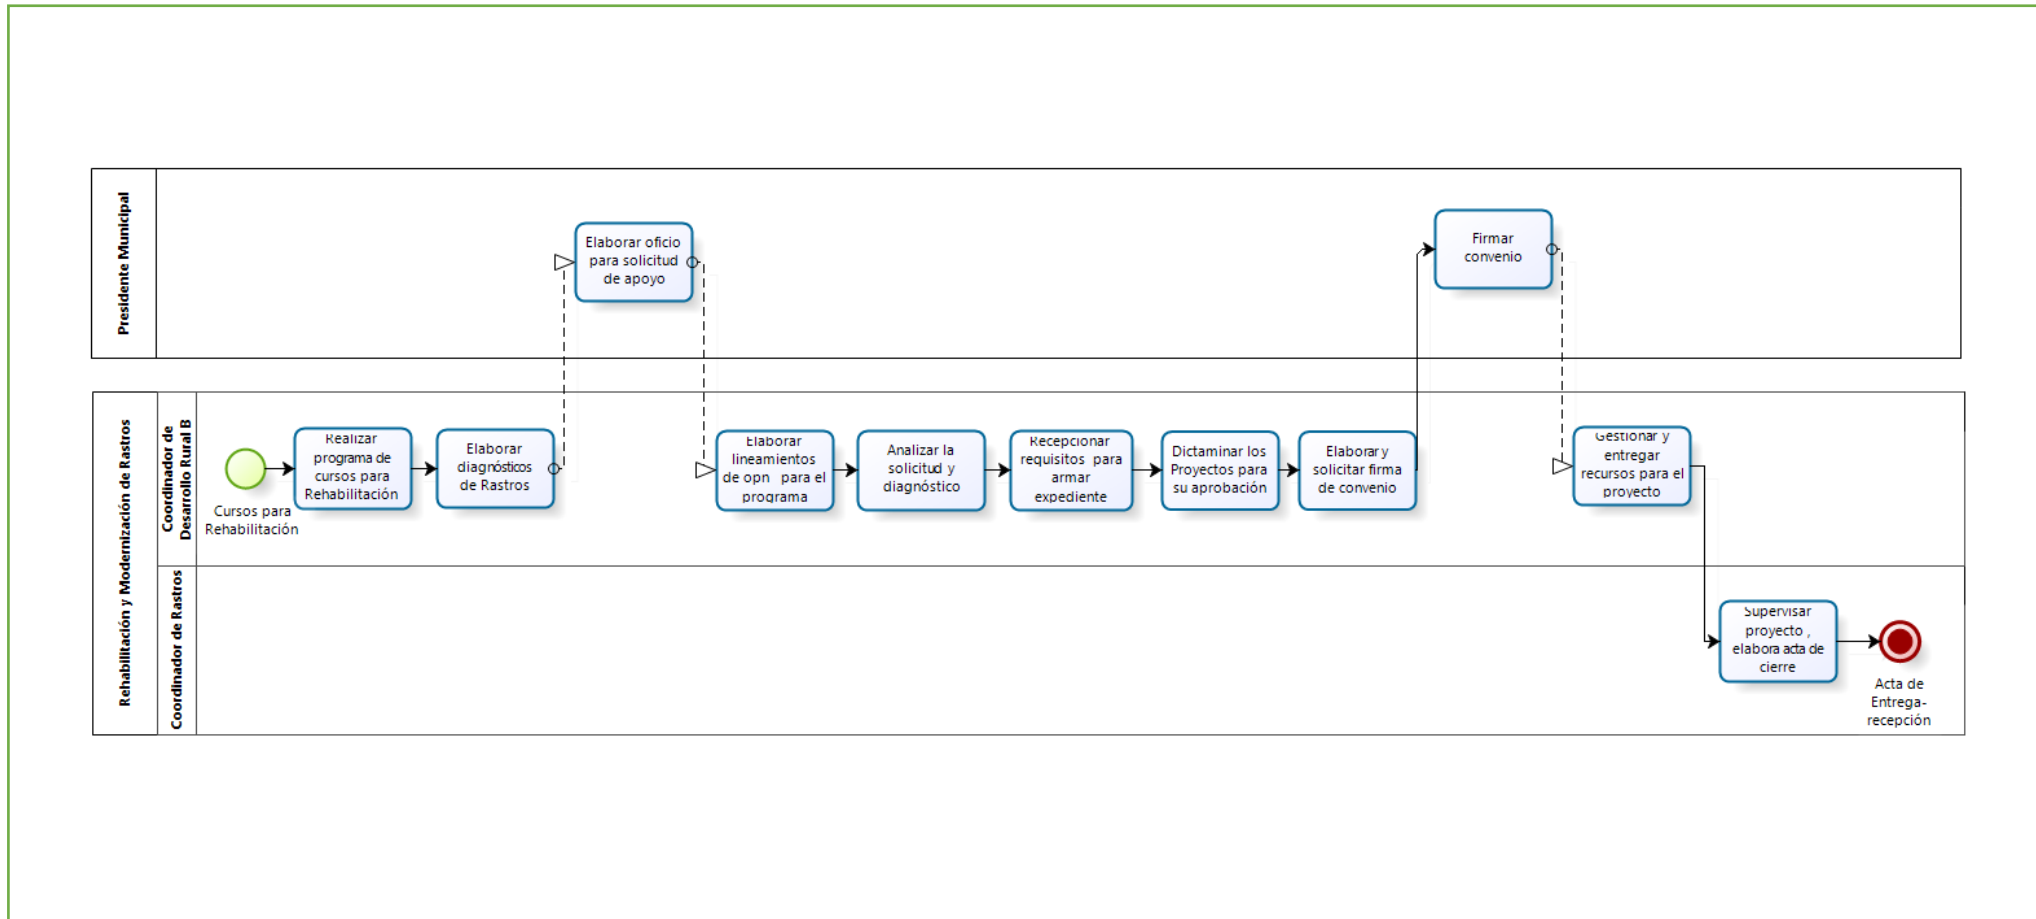 Presidente Municipal
Elaborar oficio
para solicitud
de apoyo
Firmar
convenio
Rehabilitación y Modernización de Rastros
Coordinador de
Desarrollo Rural B
Cursos para
Rehabilitación
Realizar
programa de
cursos para
Rehabilitación
Elaborar
diagnósticos
de Rastros
Elaborar
lineamientos
de opn para el
programa
Analizar la
solicitud y
diagnóstico
Recepcionar
requisitos para
armar
expediente
Dictaminar los
Proyectos para
su aprobación
Elaborar y
solicitar firma
de convenio
Gestionar y
entregar
recursos para el
proyecto
Coordinador de Rastros
Supervisar
proyecto ,
elabora acta de
cierre
Acta de
Entrega-
recepción